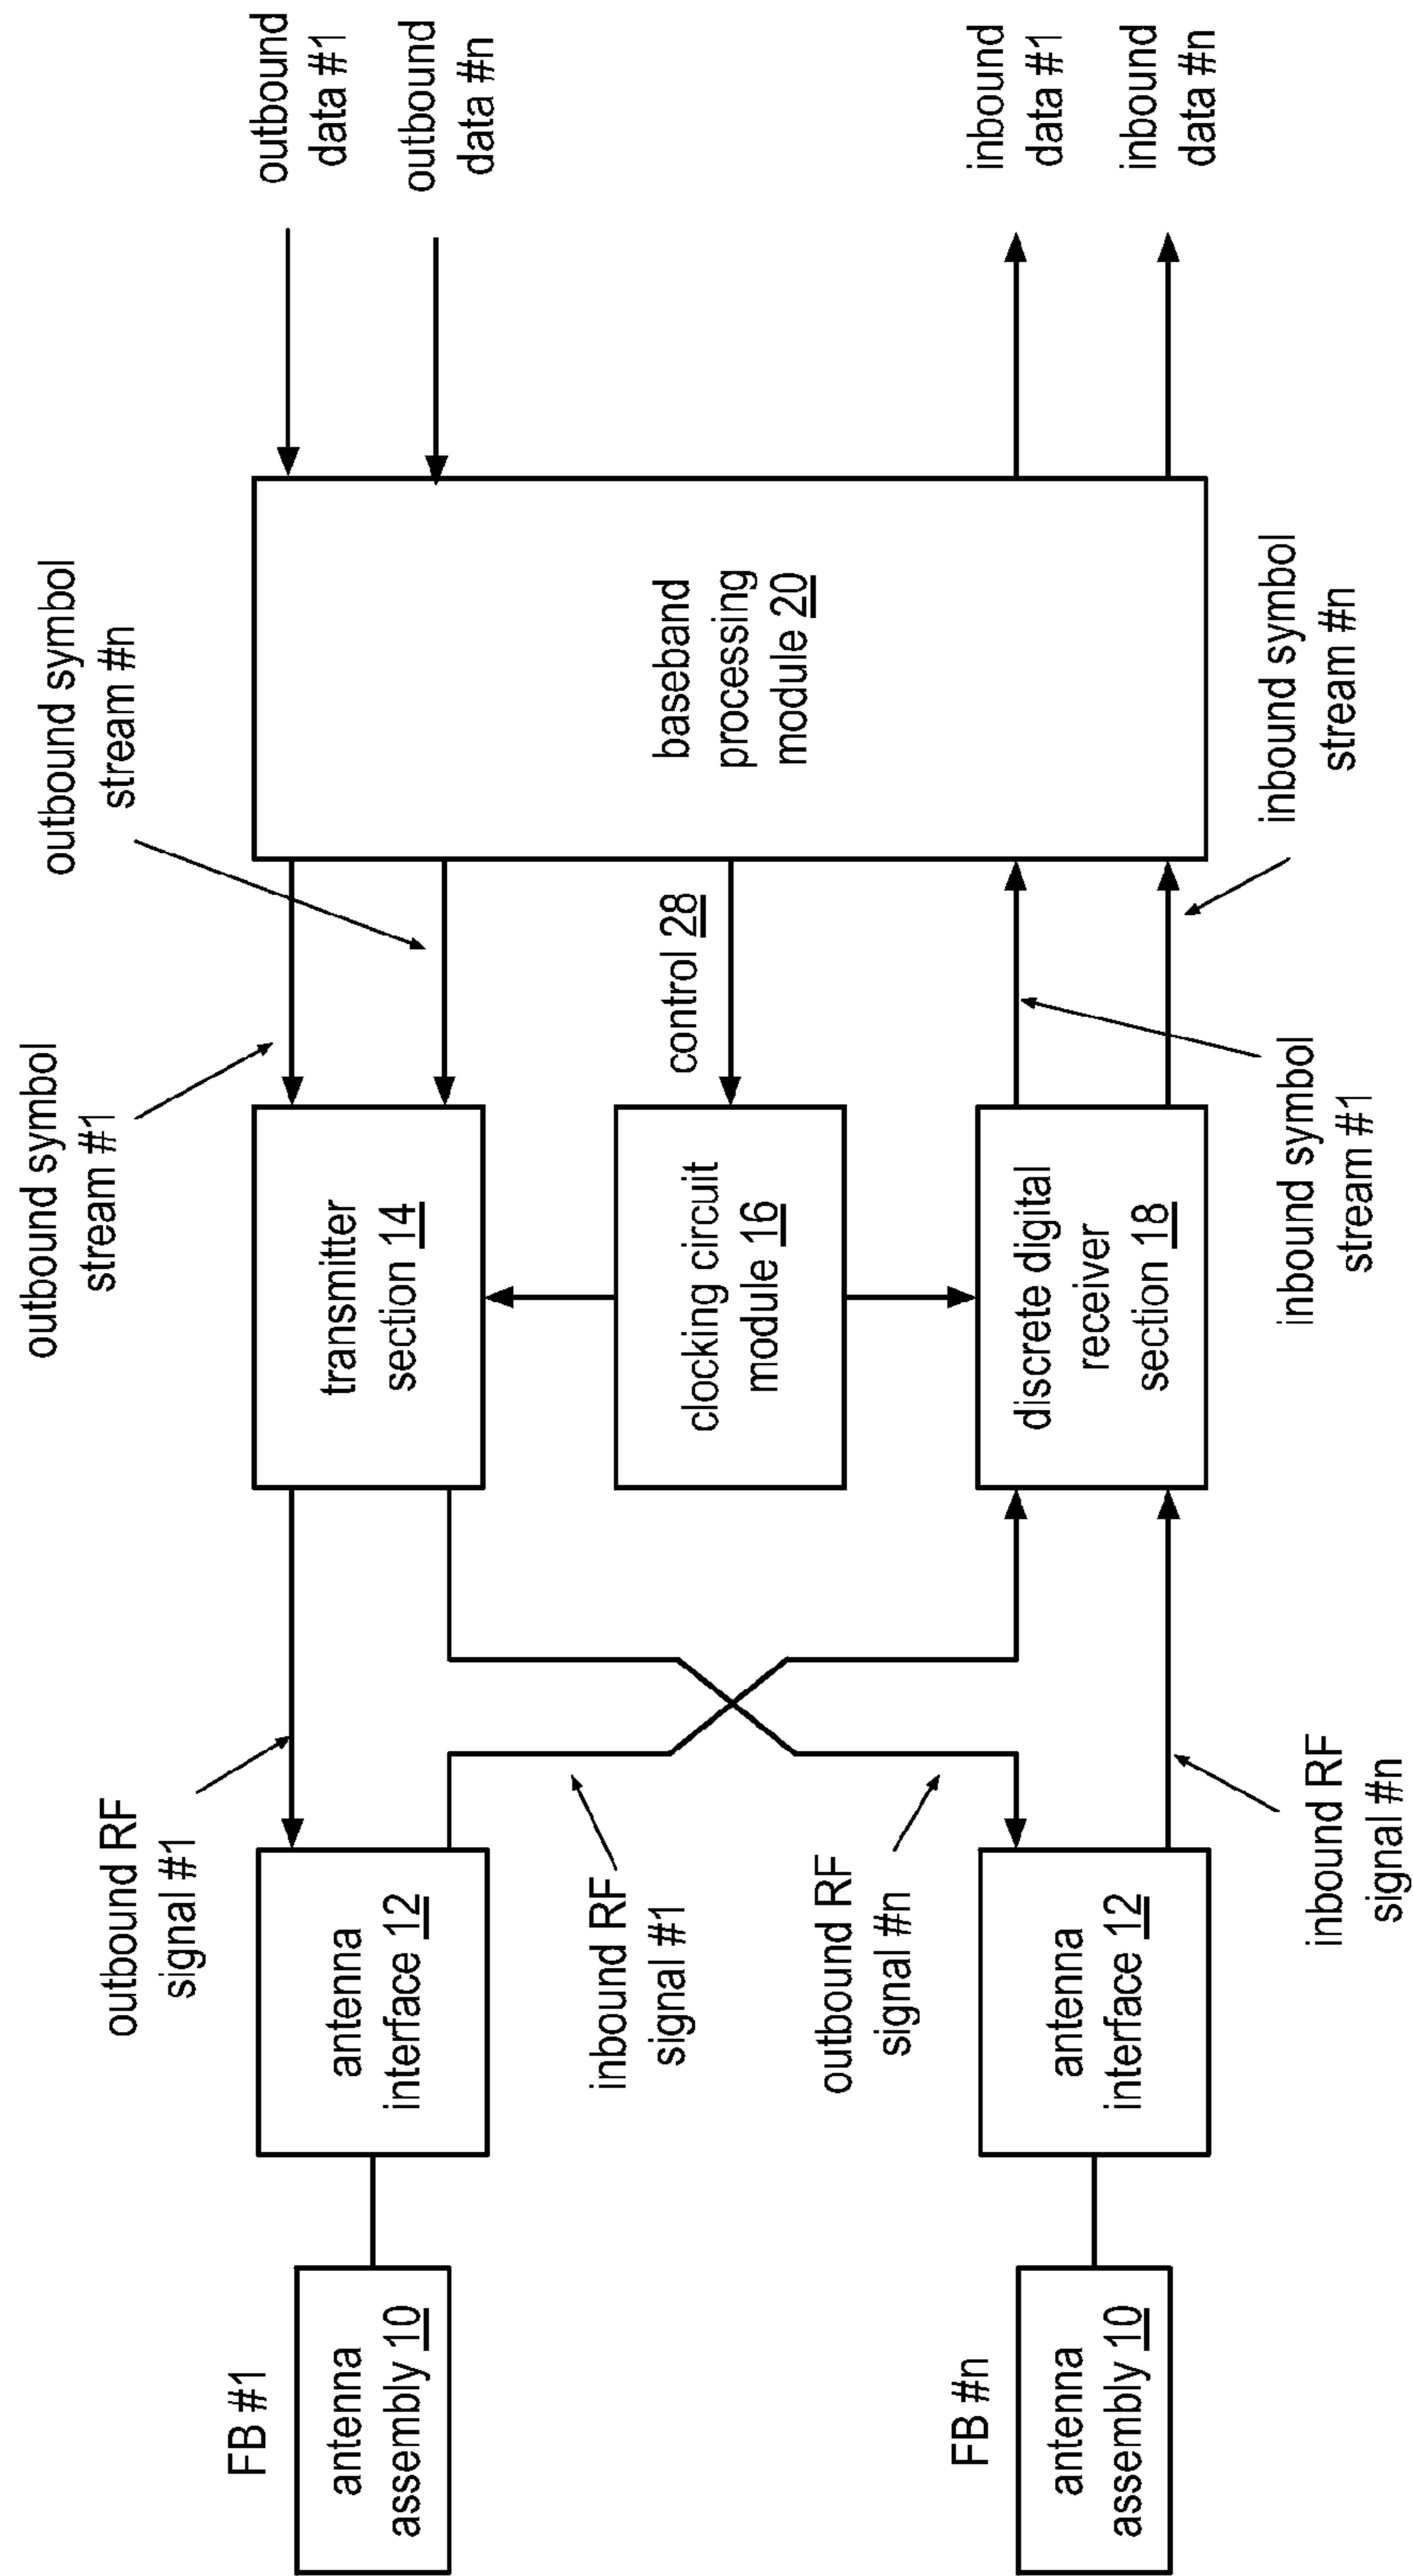 FB #1
antenna
assembly 10
antenna
interface 12
outbound RF
signal #1
inbound RF
signal #1
transmitter
section 14
outbound symbol
stream #1
outbound symbol
stream #n
outbound
data #1
outbound
data #n
clocking circuit
module 16
control 28
baseband
processing
module 20
FB #n
antenna
assembly 10
antenna
interface 12
outbound RF
signal #n
inbound RF
signal #n
discrete digital
receiver
section 18
inbound symbol
stream #1
inbound symbol
stream #n
inbound
data #1
inbound
data #n